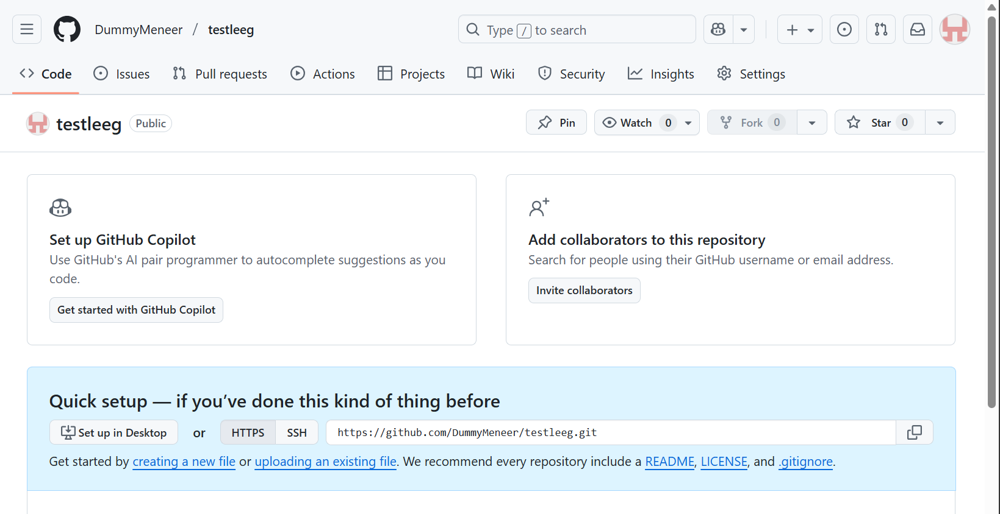 DummyMeneer / testleeg
Type / to search
Code Issues Pull requests Actions Projects Wiki Security Insights Settings
testleeg Public
Pin Watch 0 Fork 0 Star 0
Set up GitHub Copilot
Use GitHub's AI pair programmer to autocomplete suggestions as you
code.
Get started with GitHub Copilot
Add collaborators to this repository
Search for people using their GitHub username or email address.
Invite collaborators
Quick setup — if you’ve done this kind of thing before
Set up in Desktop or HTTPS SSH https://github.com/DummyMeneer/testleeg.git
Get started by creating a new file or uploading an existing file. We recommend every repository include a README, LICENSE, and .gitignore.